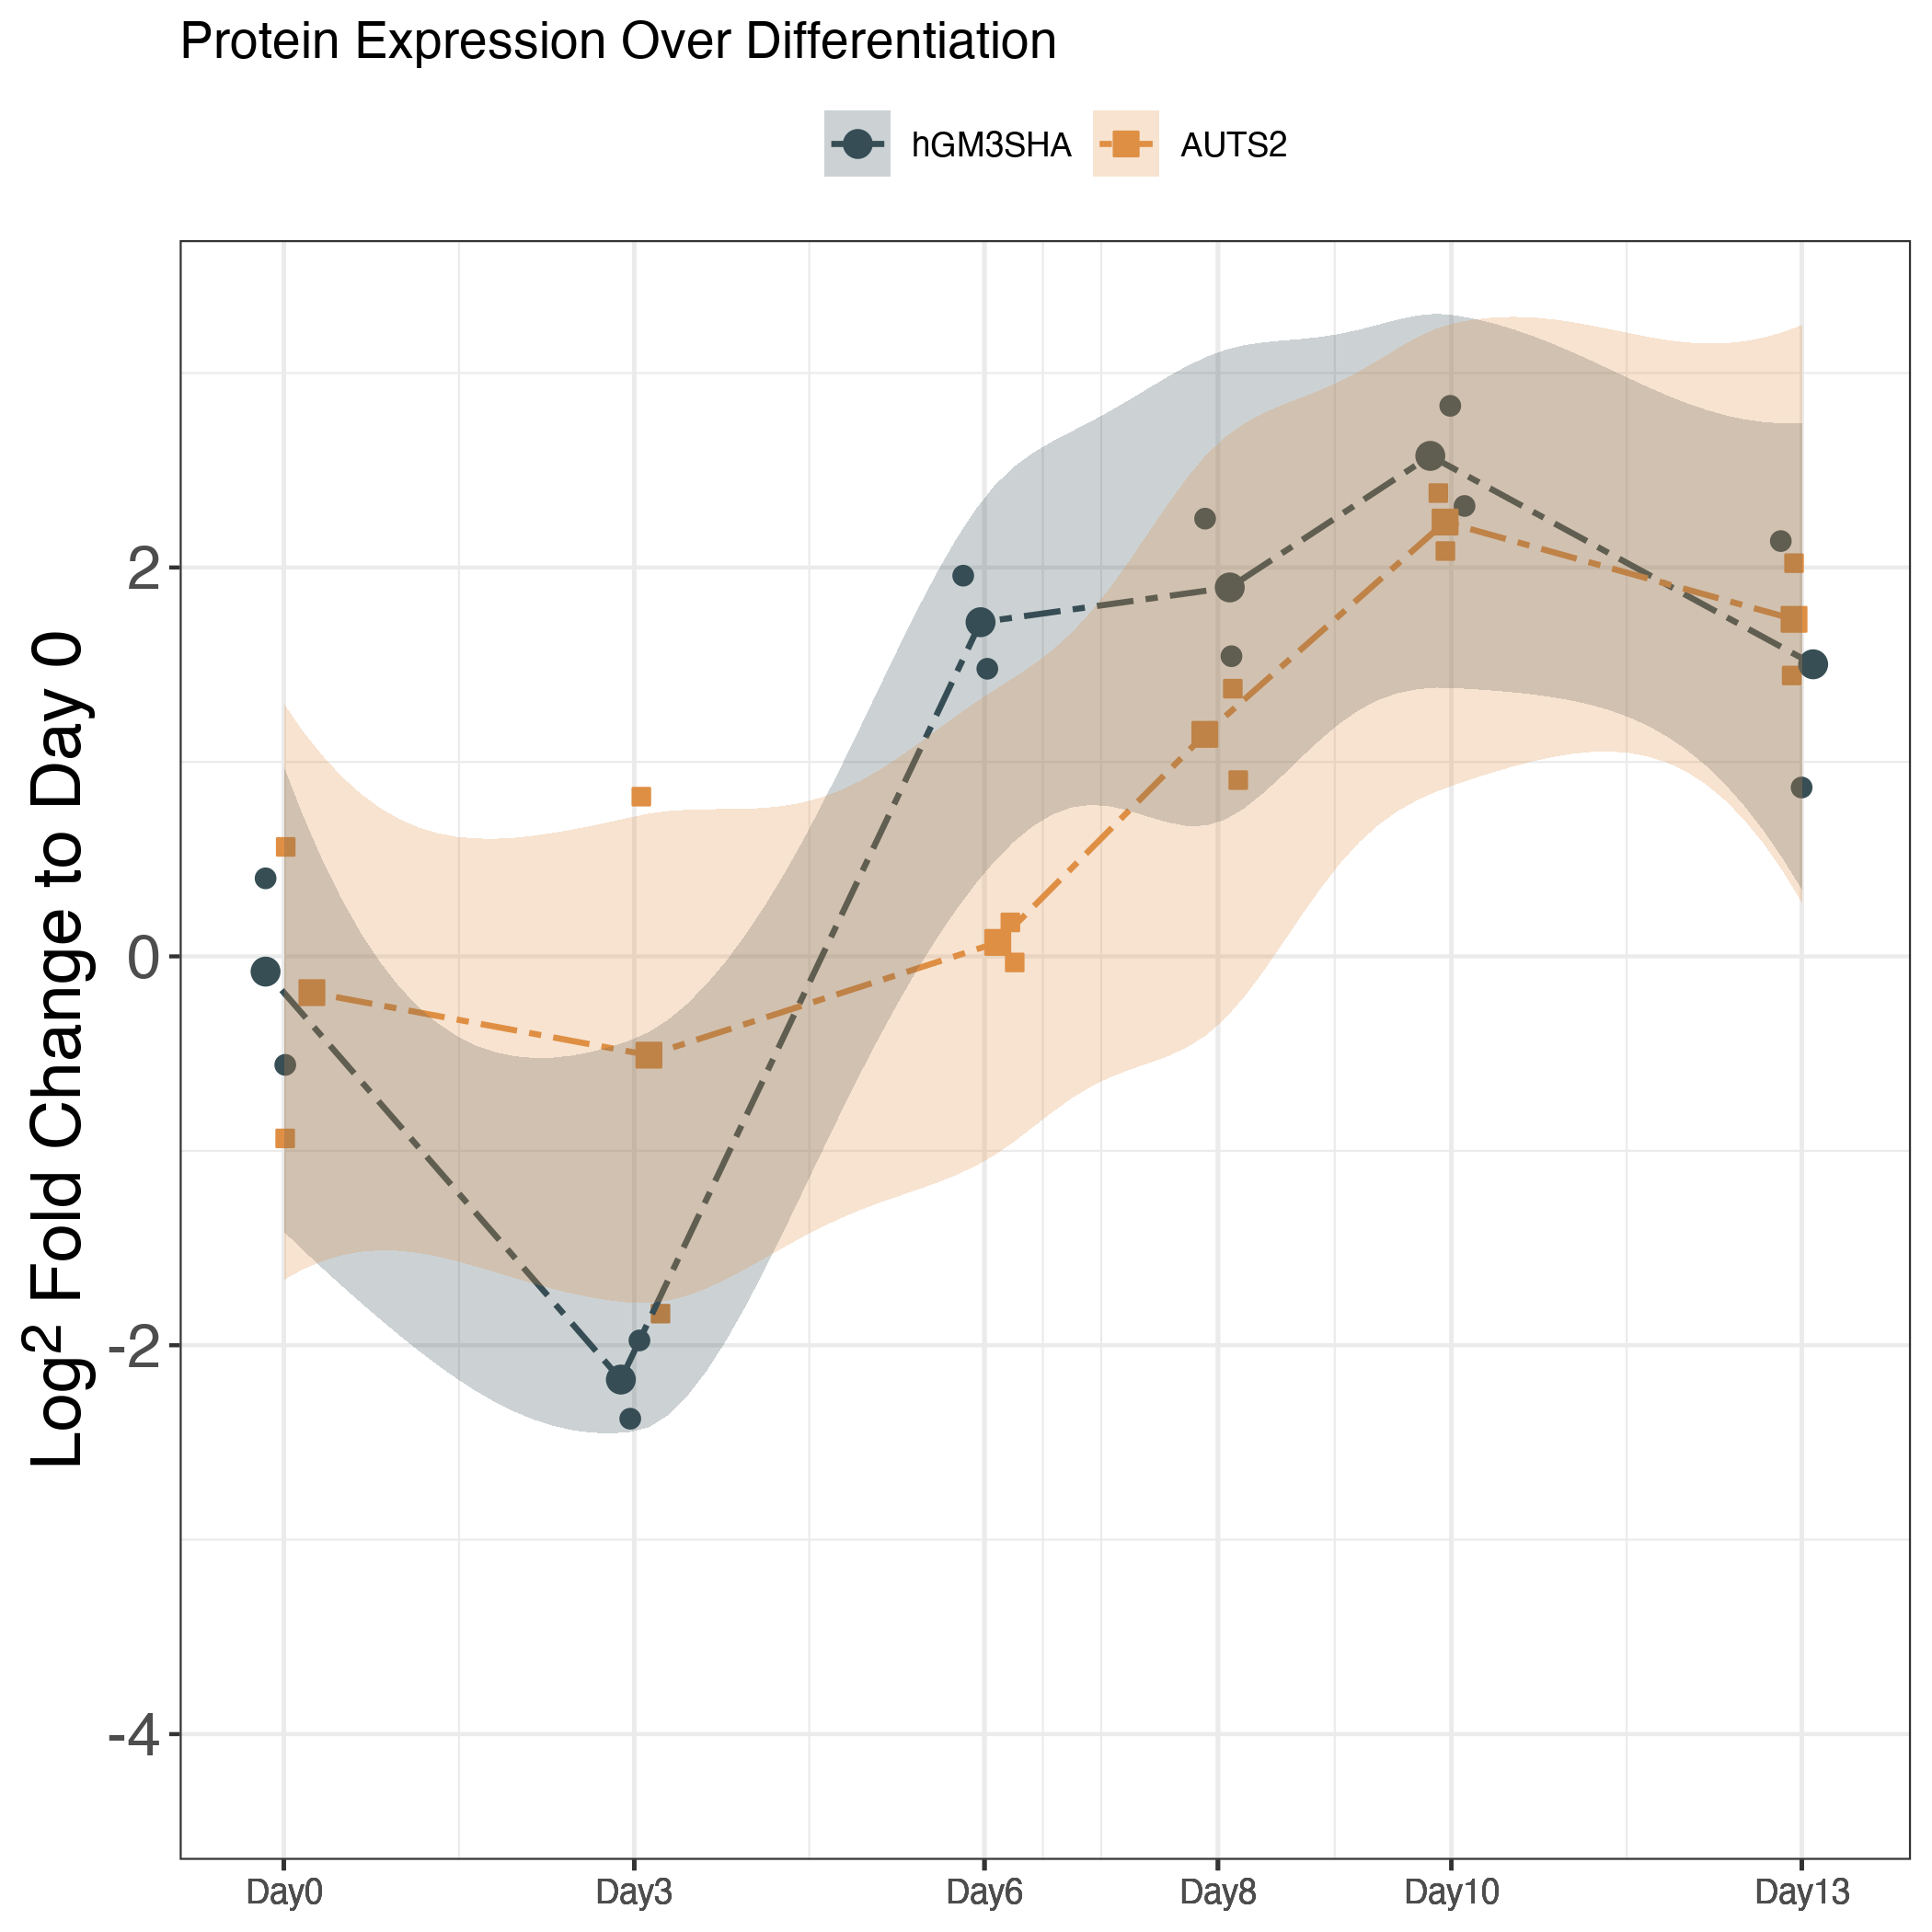 Protein Expression Over Differentiation
hGM3SHA
AUTS2
Log² Fold Change to Day 0
2
0
-2
-4
Day0
Day3
Day6
Day8
Day10
Day13